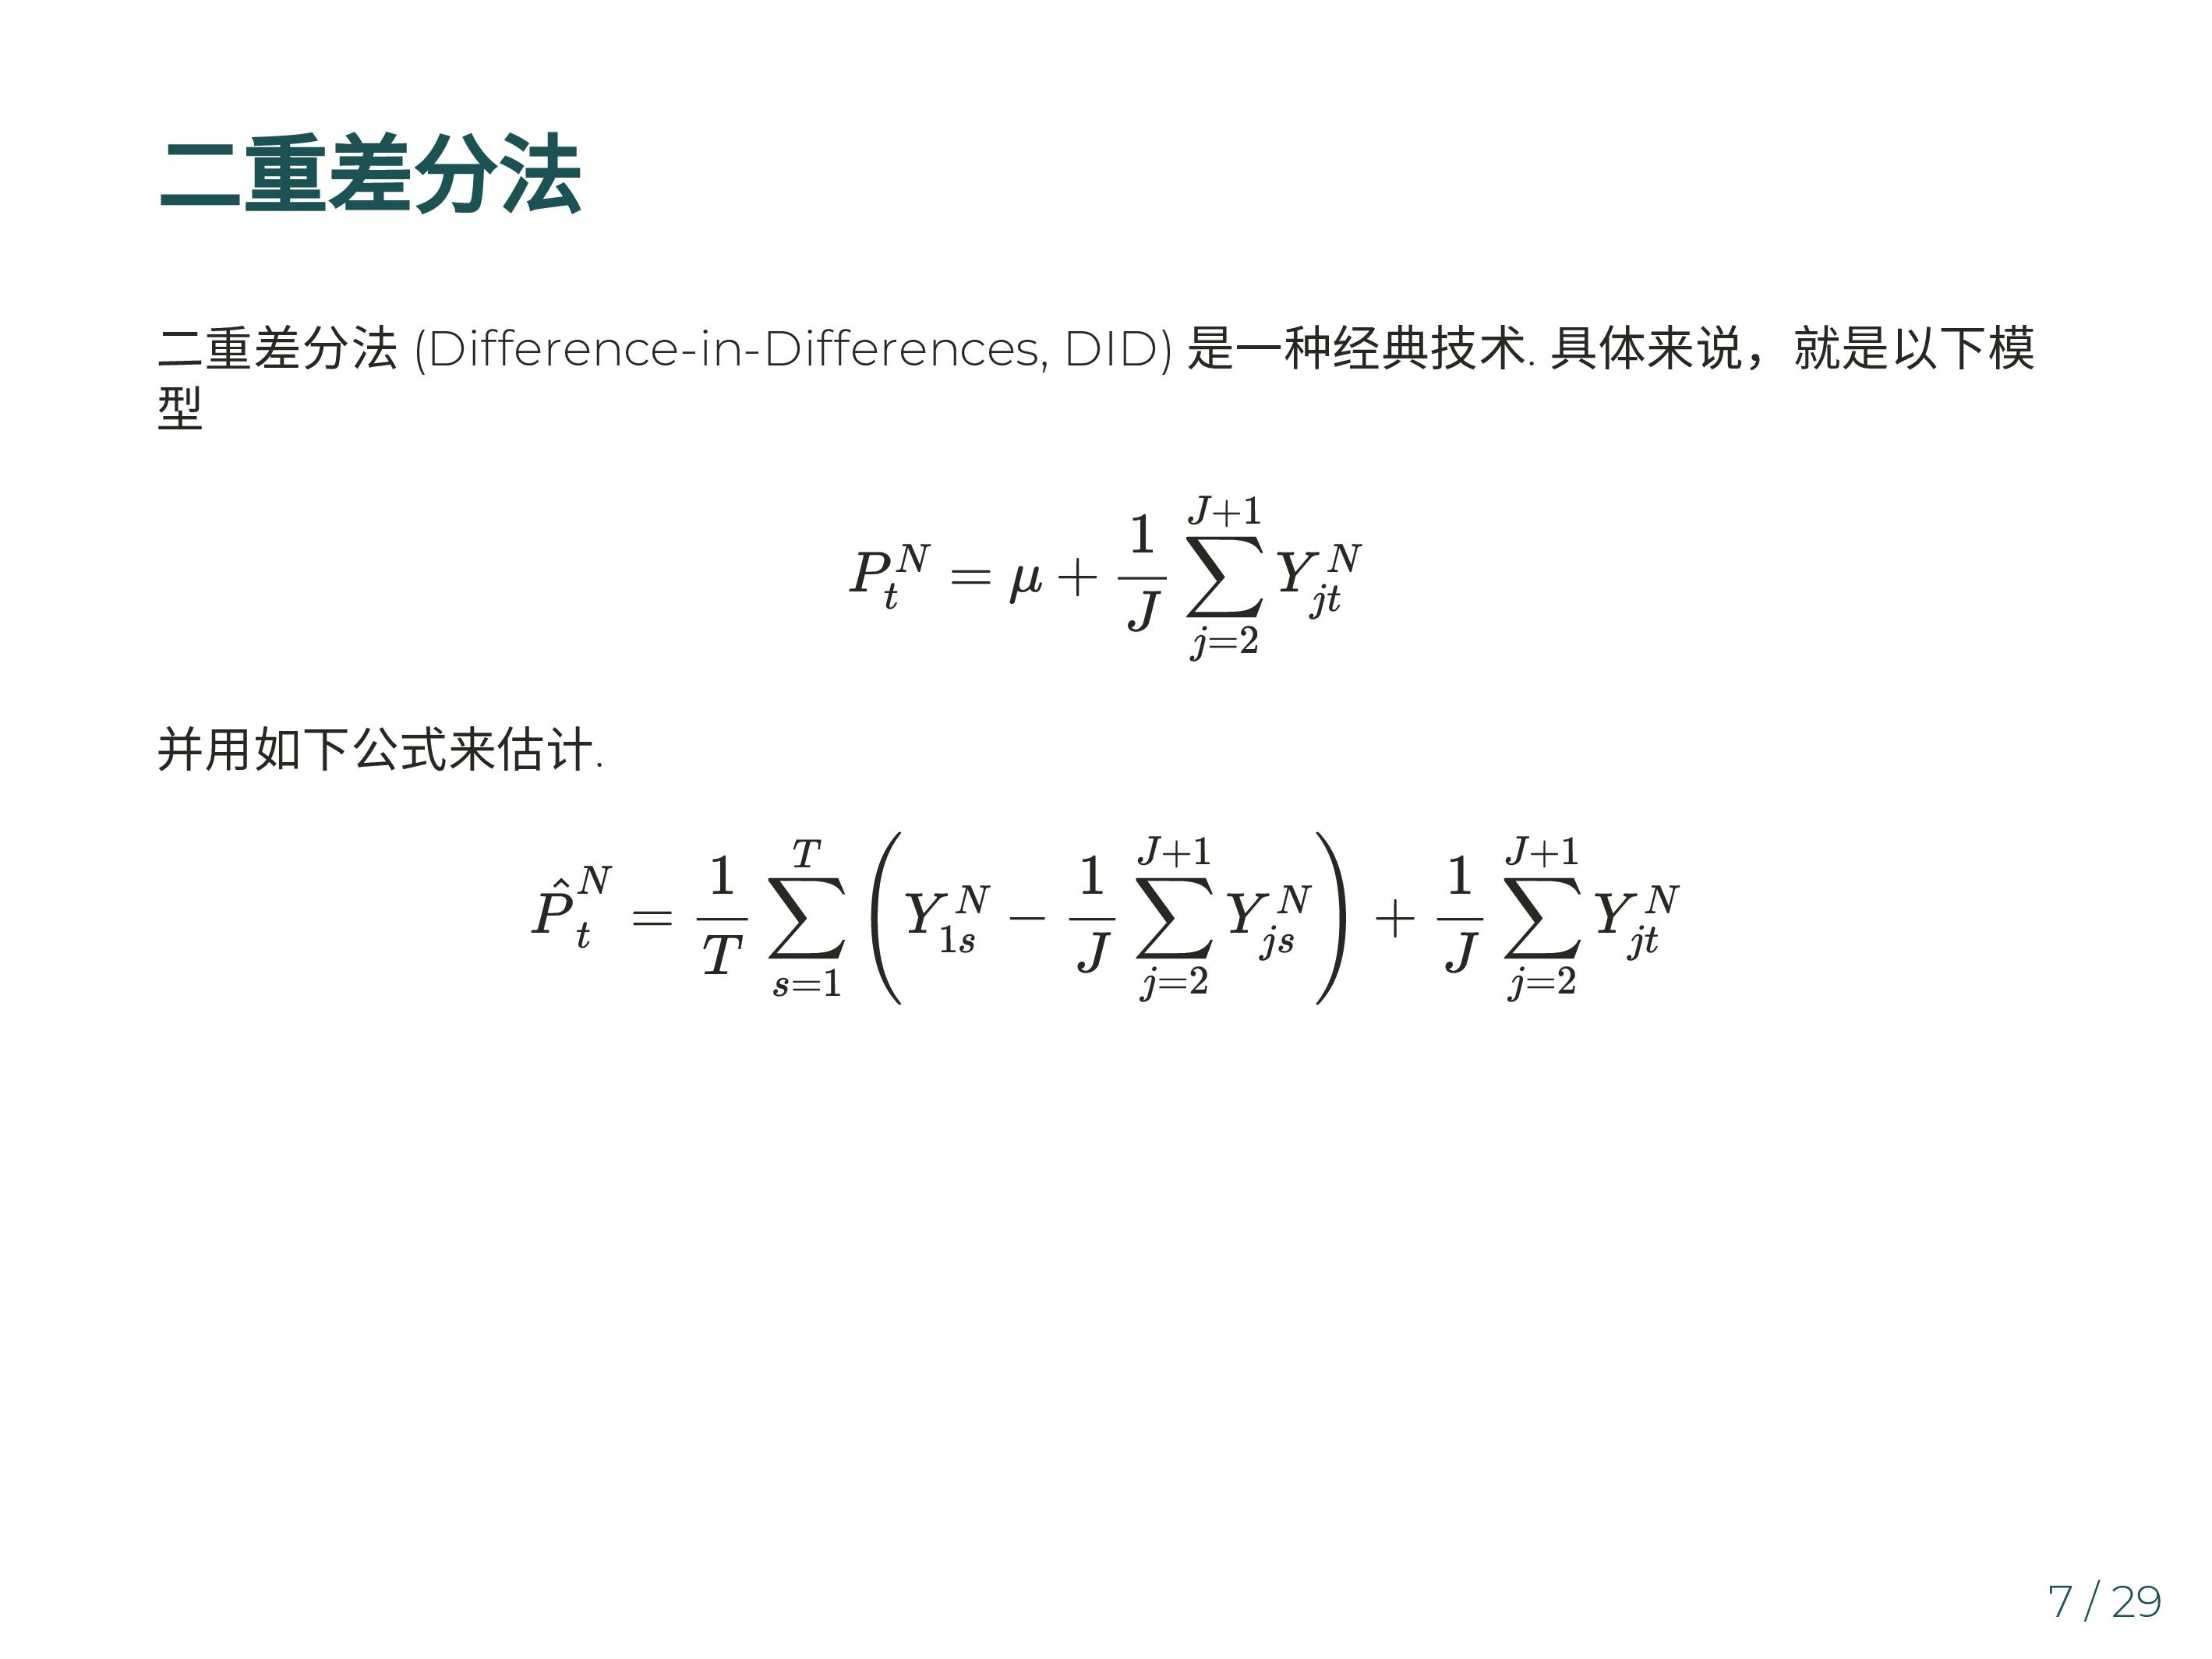 二重差分法
二重差分法 (Difference-in-Differences, DID) 是一种经典技术. 具体来说，就是以下模
型
$P_t^N = \mu + \frac{1}{J} \sum_{j=2}^{J+1} Y_{jt}^N$
并用如下公式来估计.
$\hat{P}_t^N = \frac{1}{T} \sum_{s=1}^{T} \left( Y_{1s}^N - \frac{1}{J} \sum_{j=2}^{J+1} Y_{js}^N \right) + \frac{1}{J} \sum_{j=2}^{J+1} Y_{jt}^N$
7 / 29